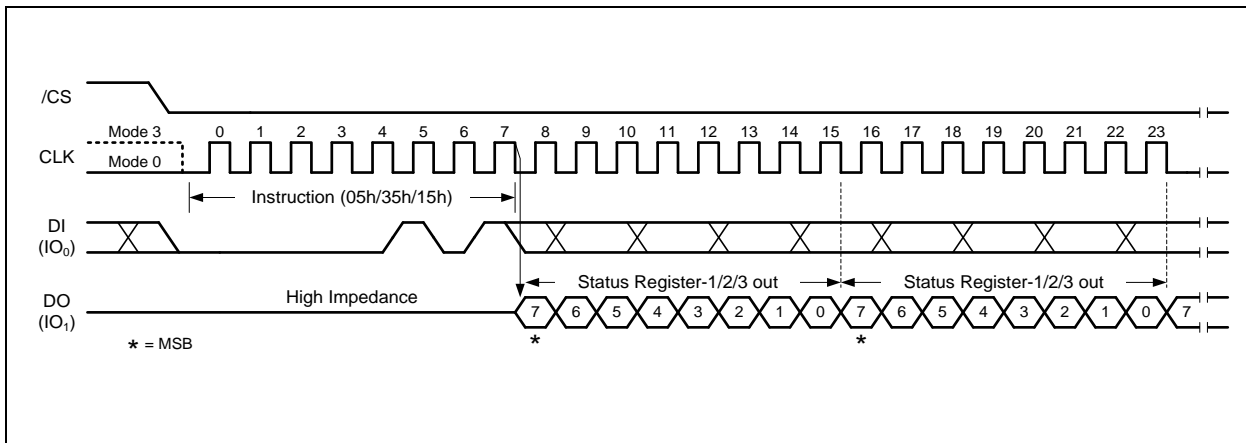 /CS
Mode 3
0 1 2 3 4 5 6 7 8 9 10 11 12 13 14 15 16 17 18 19 20 21 22 23
CLK
Mode 0
Instruction (05h/35h/15h)
DI
(IO₀)
Status Register-1/2/3 out Status Register-1/2/3 out
DO
(IO₁)
High Impedance
7 6 5 4 3 2 1 0 7 6 5 4 3 2 1 0 7
* *
* = MSB